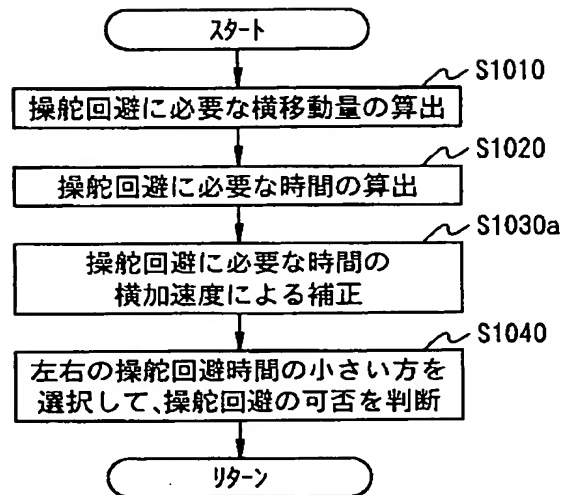 スタート
S1010
操舵回避に必要な横移動量の算出
S1020
操舵回避に必要な時間の算出
S1030a
操舵回避に必要な時間の
横加速度による補正
S1040
左右の操舵回避時間の小さい方を
選択して、操舵回避の可否を判断
リターン